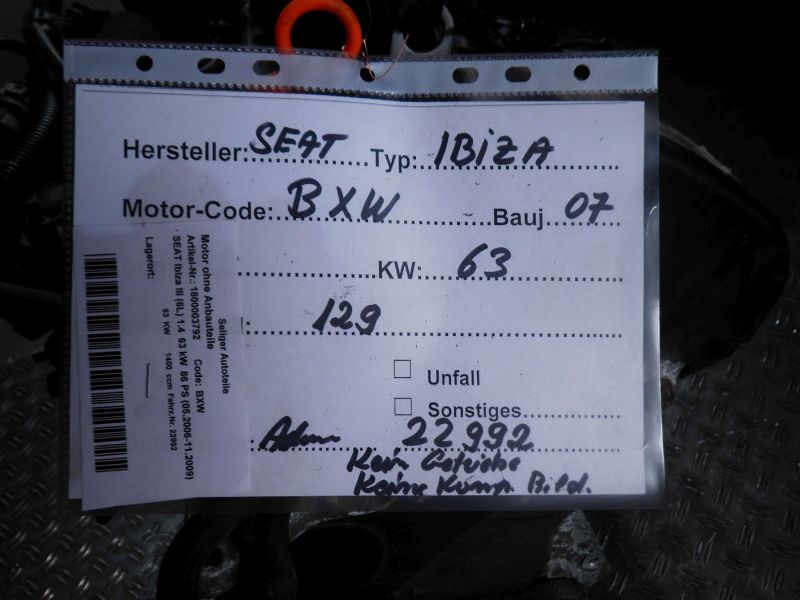 Hersteller: SEAT Typ: IBIZA
Motor-Code: BXW Bauj 07
KW: 63
: 129
Unfall
Sonstiges
22992
Kein Getriebe
Keine Komp. Bild.
Seliger Autoteile
Motor ohne Anbauteile Code: BXW
Artikel-Nr.: 1800003792
SEAT Ibiza III (6L) 1.4 63 kW 86 PS (05.2006-11.2009)
63 KW 1400 ccm Fahrz.Nr. 22992
Lagerort: